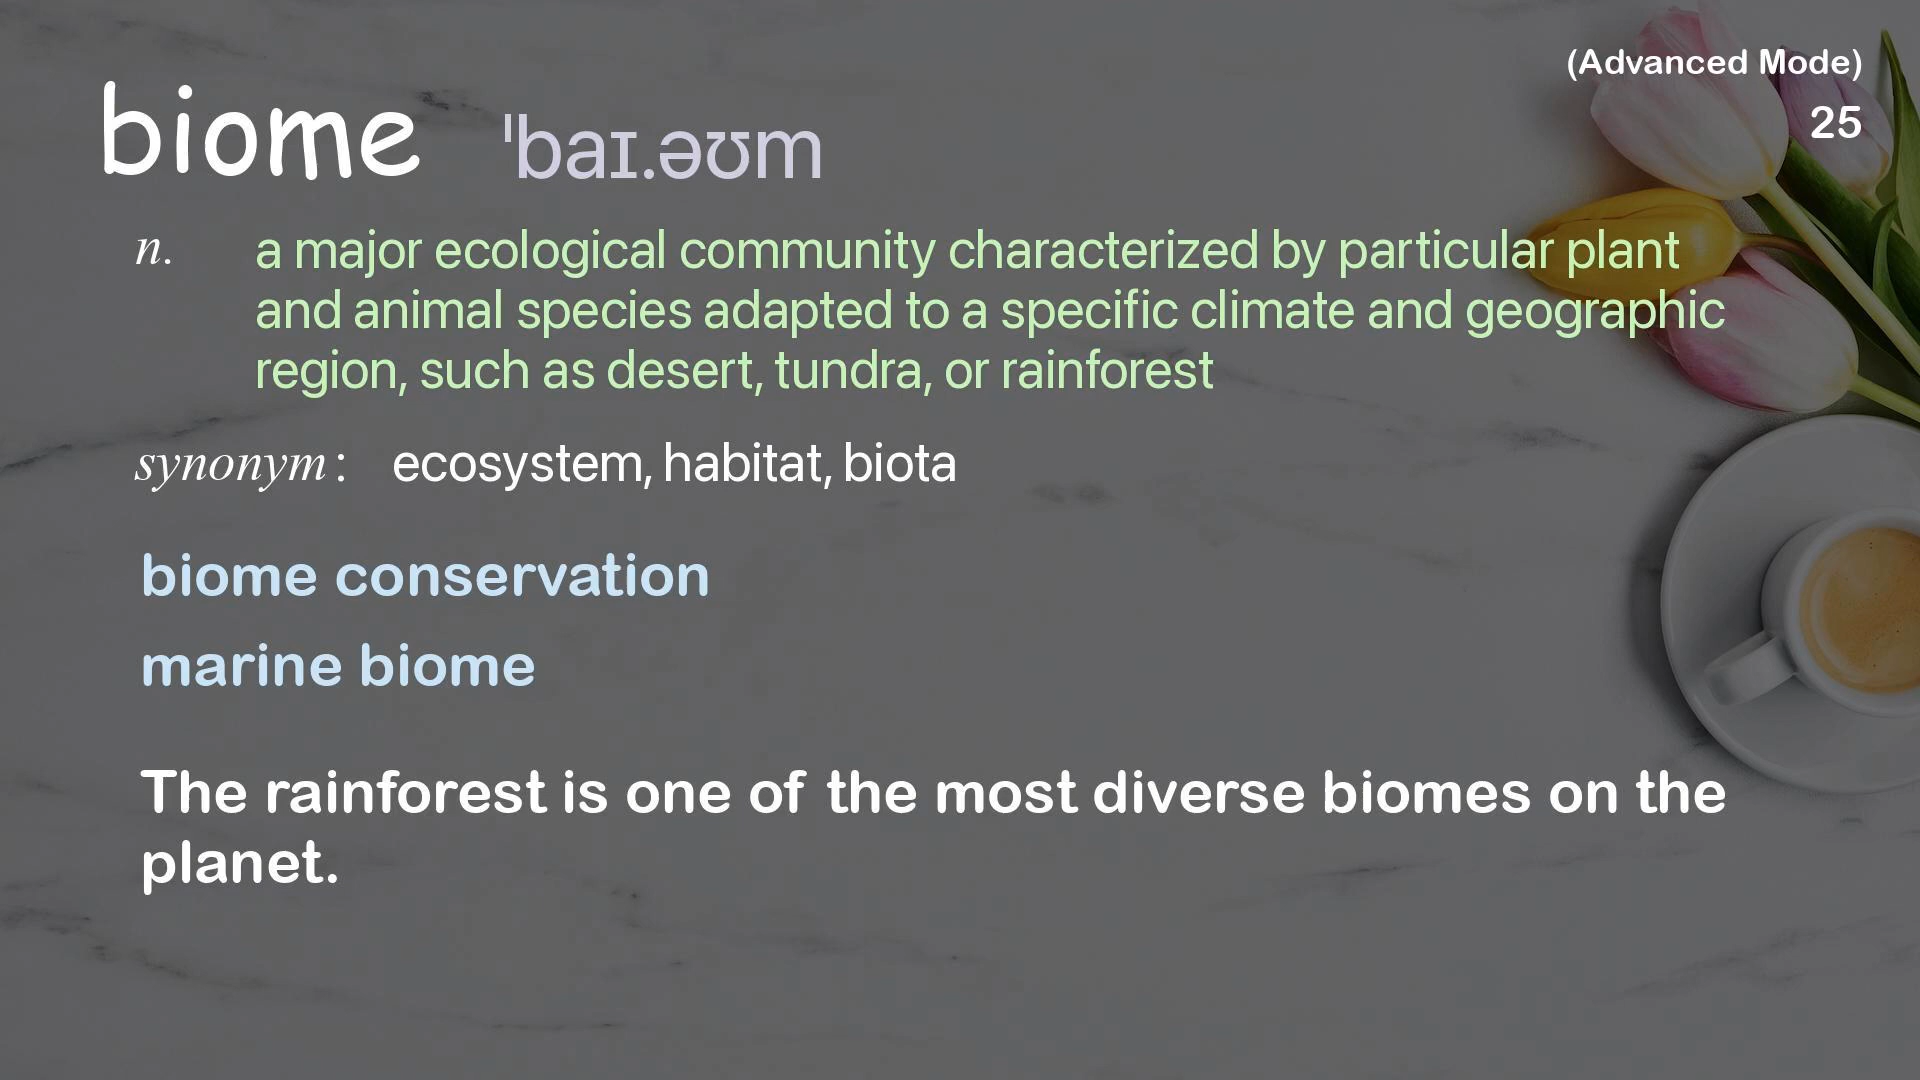 (Advanced Mode)
25
biome ˈbaɪ.əʊm
n. a major ecological community characterized by particular plant
and animal species adapted to a specific climate and geographic
region, such as desert, tundra, or rainforest
synonym: ecosystem, habitat, biota
biome conservation
marine biome
The rainforest is one of the most diverse biomes on the
planet.